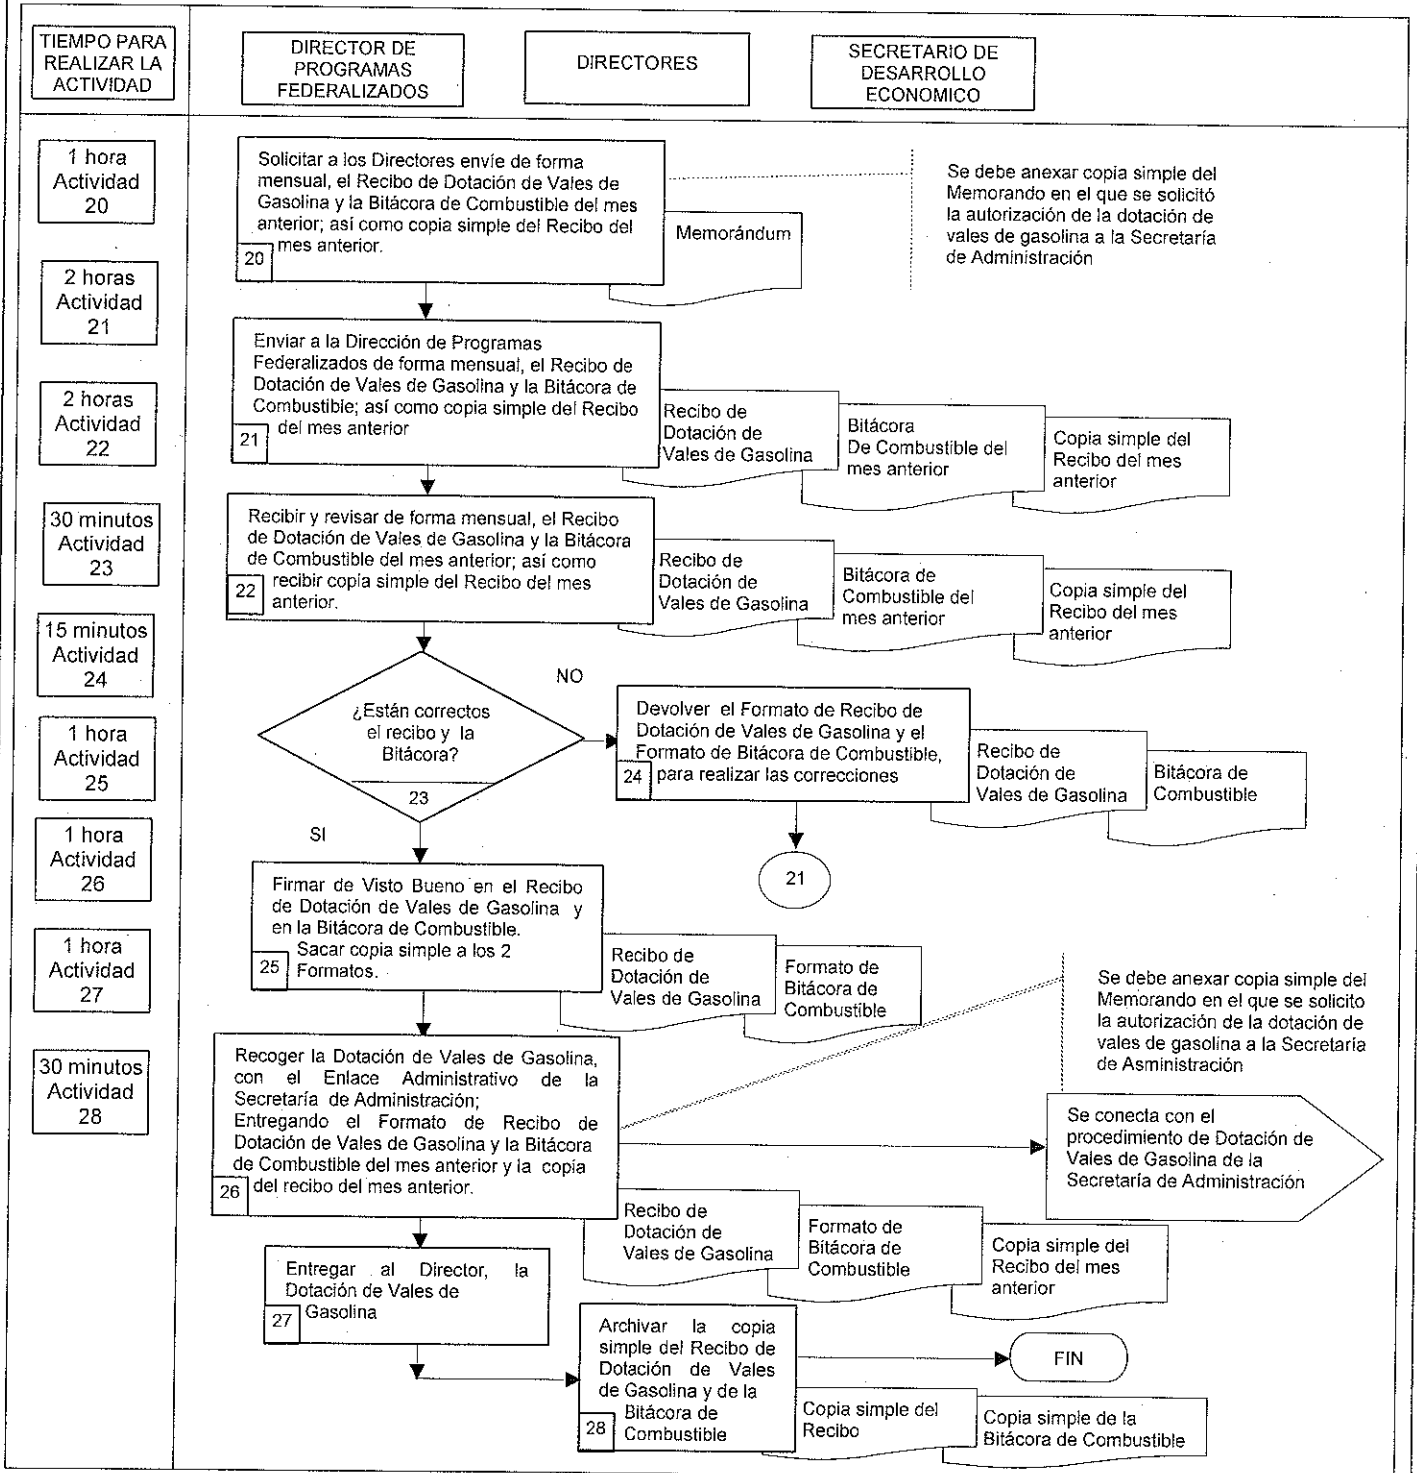 TIEMPO PARA
REALIZAR LA
ACTIVIDAD
DIRECTOR DE
PROGRAMAS
FEDERALIZADOS
DIRECTORES
SECRETARIO DE
DESARROLLO
ECONOMICO
1 hora
Actividad
20
2 horas
Actividad
21
2 horas
Actividad
22
30 minutos
Actividad
23
15 minutos
Actividad
24
1 hora
Actividad
25
1 hora
Actividad
26
1 hora
Actividad
27
30 minutos
Actividad
28
Solicitar a los Directores envíe de forma
mensual, el Recibo de Dotación de Vales de
Gasolina y la Bitácora de Combustible del mes
anterior; así como copia simple del Recibo del
mes anterior.
20
Memorándum
Se debe anexar copia simple del
Memorando en el que se solicitó
la autorización de la dotación de
vales de gasolina a la Secretaría
de Administración
Enviar a la Dirección de Programas
Federalizados de forma mensual, el Recibo de
Dotación de Vales de Gasolina y la Bitácora de
Combustible; así como copia simple del Recibo
del mes anterior
21
Recibo de
Dotación de
Vales de Gasolina
Bitácora
De Combustible del
mes anterior
Copia simple del
Recibo del mes
anterior
Recibir y revisar de forma mensual, el Recibo
de Dotación de Vales de Gasolina y la Bitácora
de Combustible del mes anterior; así como
recibir copia simple del Recibo del mes
anterior.
22
Recibo de
Dotación de
Vales de Gasolina
Bitácora de
Combustible del
mes anterior
Copia simple del
Recibo del mes
anterior
¿Están correctos
el recibo y la
Bitácora?
23
NO
SI
Devolver el Formato de Recibo de
Dotación de Vales de Gasolina y el
Formato de Bitácora de Combustible,
para realizar las correcciones
24
Recibo de
Dotación de
Vales de Gasolina
Bitácora de
Combustible
21
Firmar de Visto Bueno en el Recibo
de Dotación de Vales de Gasolina y
en la Bitácora de Combustible.
Sacar copia simple a los 2
Formatos.
25
Recibo de
Dotación de
Vales de Gasolina
Formato de
Bitácora de
Combustible
Se debe anexar copia simple del
Memorando en el que se solicito
la autorización de la dotación de
vales de gasolina a la Secretaría
de Asministración
Recoger la Dotación de Vales de Gasolina,
con el Enlace Administrativo de la
Secretaría de Administración;
Entregando el Formato de Recibo de
Dotación de Vales de Gasolina y la Bitácora
de Combustible del mes anterior y la copia
del recibo del mes anterior.
26
Se conecta con el
procedimiento de Dotación de
Vales de Gasolina de la
Secretaría de Administración
Recibo de
Dotación de
Vales de Gasolina
Formato de
Bitácora de
Combustible
Copia simple del
Recibo del mes
anterior
Entregar al Director, la
Dotación de Vales de
Gasolina
27
Archivar la copia
simple del Recibo de
Dotación de Vales
de Gasolina y de la
Bitácora de
Combustible
28
FIN
Copia simple del
Recibo
Copia simple de la
Bitácora de Combustible